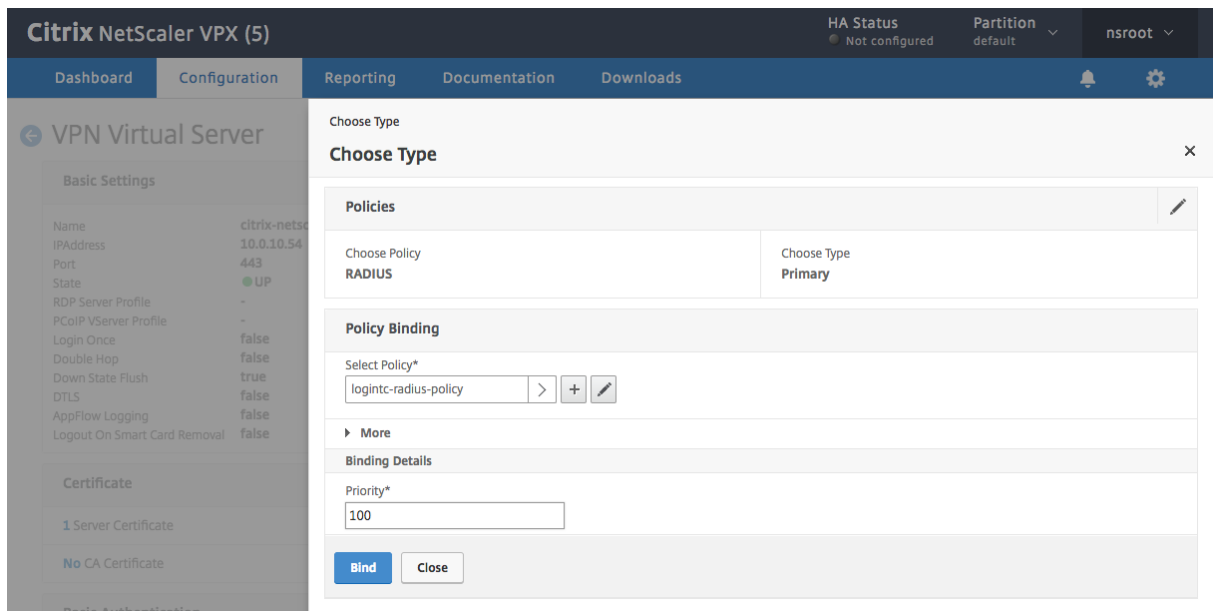 Citrix NetScaler VPX (5)
HA Status
Not configured
Partition
default
nsroot
Dashboard
Configuration
Reporting
Documentation
Downloads
VPN Virtual Server
Basic Settings
Name citrix-netsc
IPAddress 10.0.10.54
Port 443
State UP
RDP Server Profile -
PCoIP VServer Profile -
Login Once false
Double Hop false
Down State Flush true
DTLS false
AppFlow Logging false
Logout On Smart Card Removal false
Certificate
1 Server Certificate
No CA Certificate
Basic Authentication
Choose Type
Choose Type
Policies
Choose Policy
RADIUS
Choose Type
Primary
Policy Binding
Select Policy*
logintc-radius-policy
More
Binding Details
Priority*
100
Bind
Close